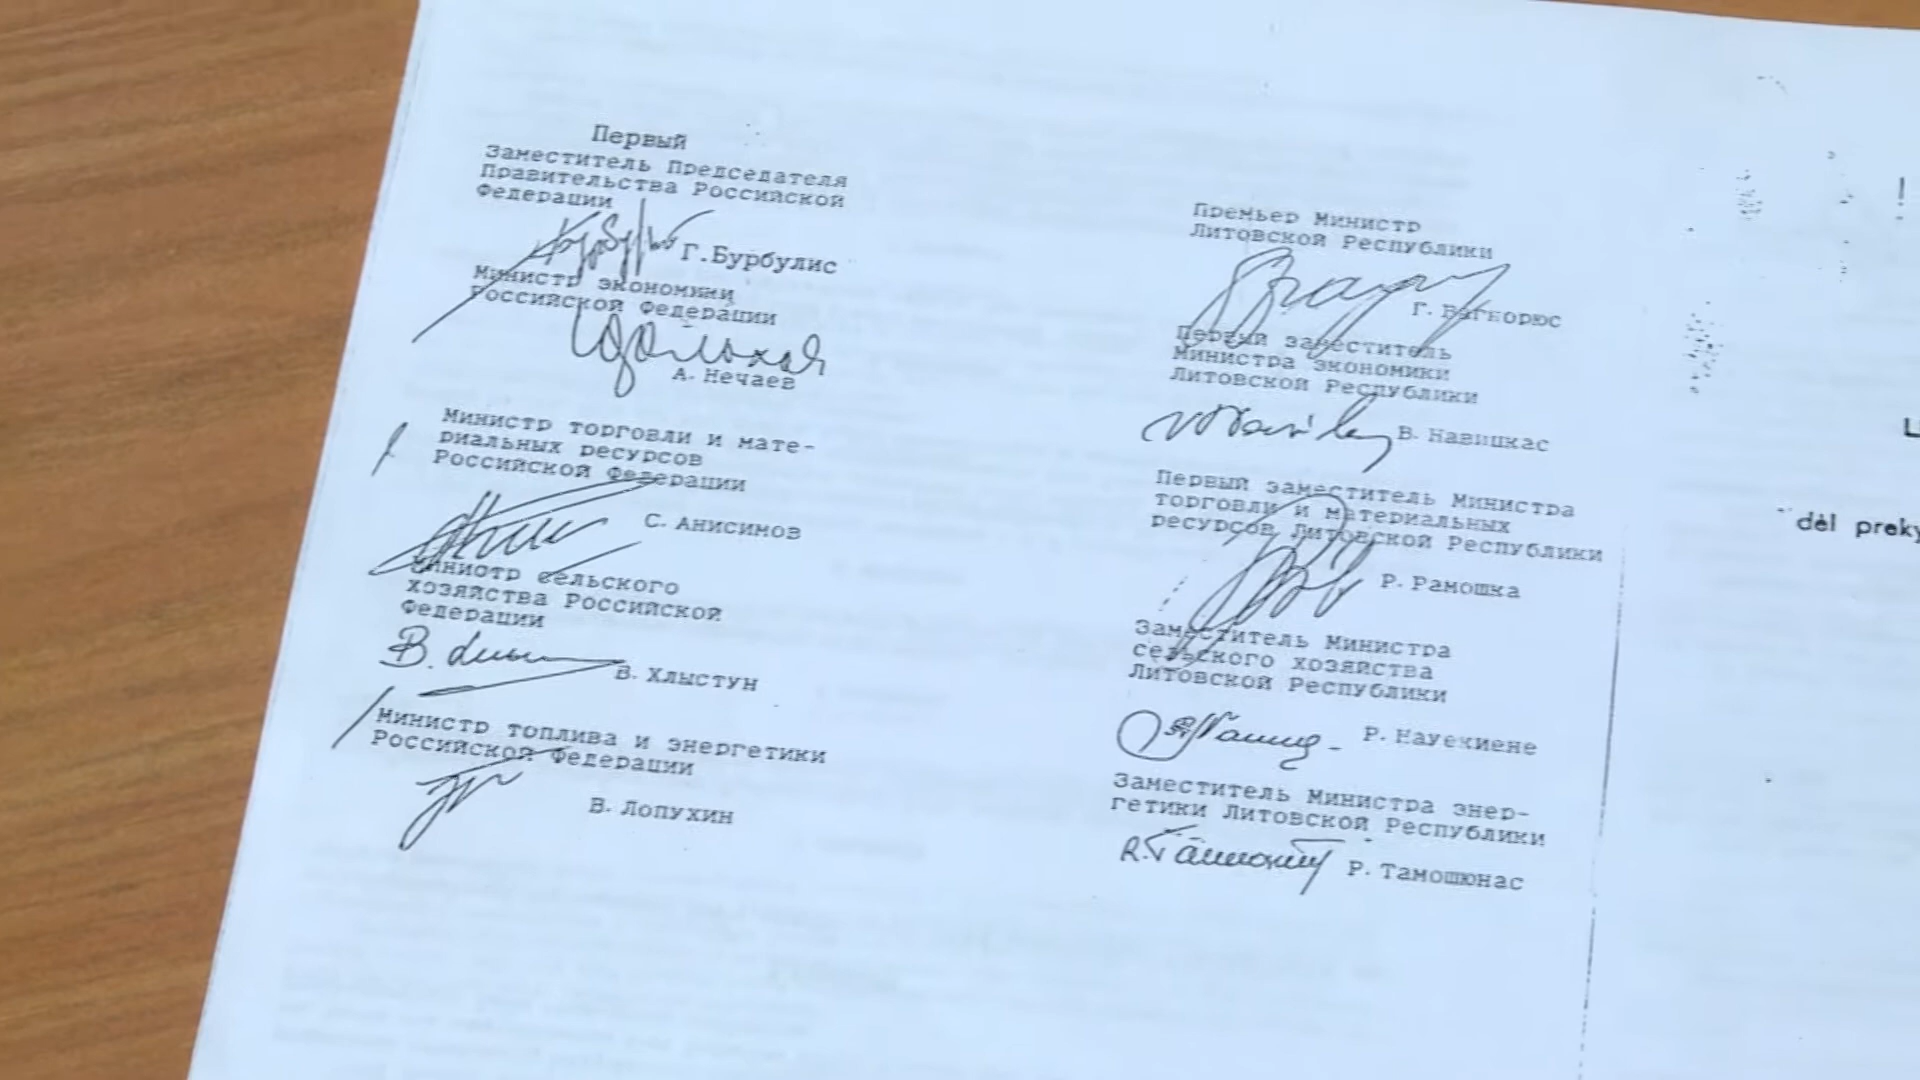 Первый
Заместитель Председателя
Правительства Российской
Федерации
Г.Бурбулис
Министр экономики
Российской Федерации
А. Нечаев
Министр торговли и мате-
риальных ресурсов
Российской Федерации
С. Анисимов
Министр сельского
хозяйства Российской
Федерации
В. Хлыстун
Министр топлива и энергетики
Российской Федерации
В. Лопухин
Премьер Министр
Литовской Республики
Г. Вагнорюс
Первый заместитель
Министра экономики
Литовской Республики
В. Навицкас
Первый заместитель Министра
торговли и материальных
ресурсов Литовской Республики
Р. Рамошка
Заместитель Министра
сельского хозяйства
Литовской Республики
Р. Науекиене
Заместитель Министра энер-
гетики Литовской Республики
R. Tamošiūnas Р. Тамошюнас
dėl preky